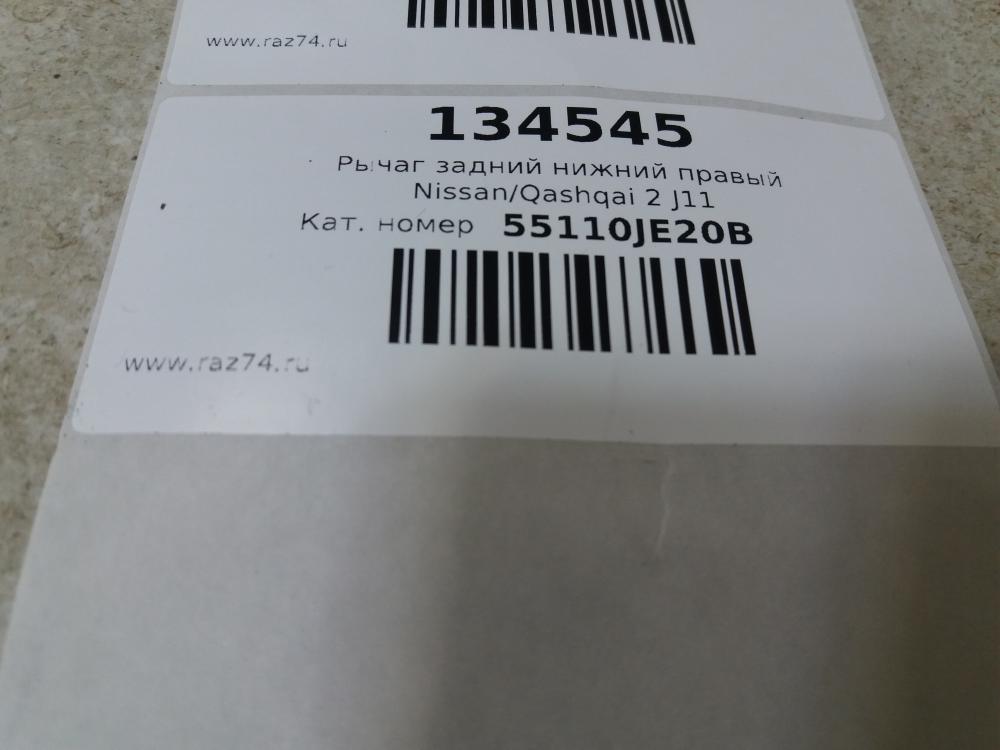 www.raz74.ru
134545
Рычаг задний нижний правый
Nissan/Qashqai 2 J11
Кат. номер 55110JE20B
www.raz74.ru